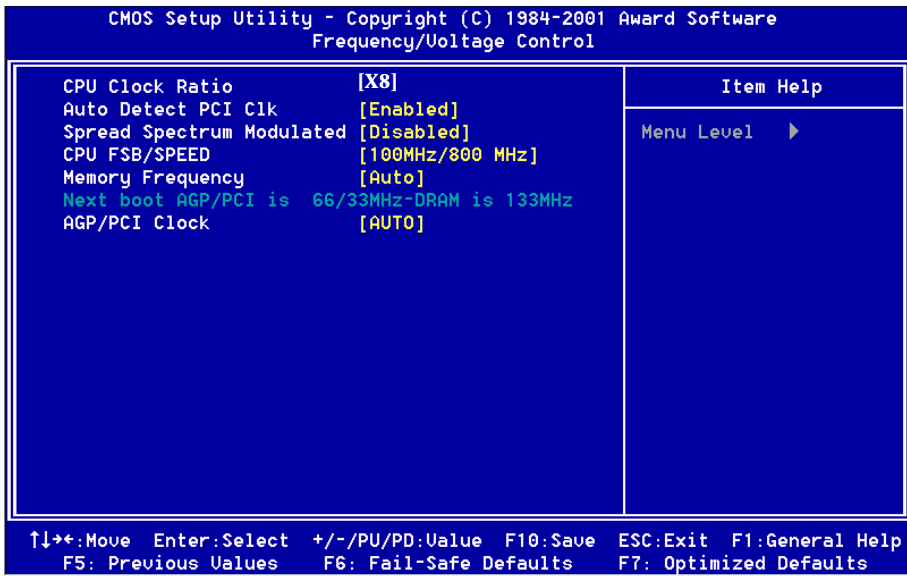 CMOS Setup Utility - Copyright (C) 1984-2001 Award Software
Frequency/Voltage Control
CPU Clock Ratio [X8]
Auto Detect PCI Clk [Enabled]
Spread Spectrum Modulated [Disabled]
CPU FSB/SPEED [100MHz/800 MHz]
Memory Frequency [Auto]
Next boot AGP/PCI is 66/33MHz-DRAM is 133MHz
AGP/PCI Clock [AUTO]
Item Help
Menu Level ▶
↑↓→←:Move Enter:Select +/-/PU/PD:Value F10:Save ESC:Exit F1:General Help
F5: Previous Values F6: Fail-Safe Defaults F7: Optimized Defaults